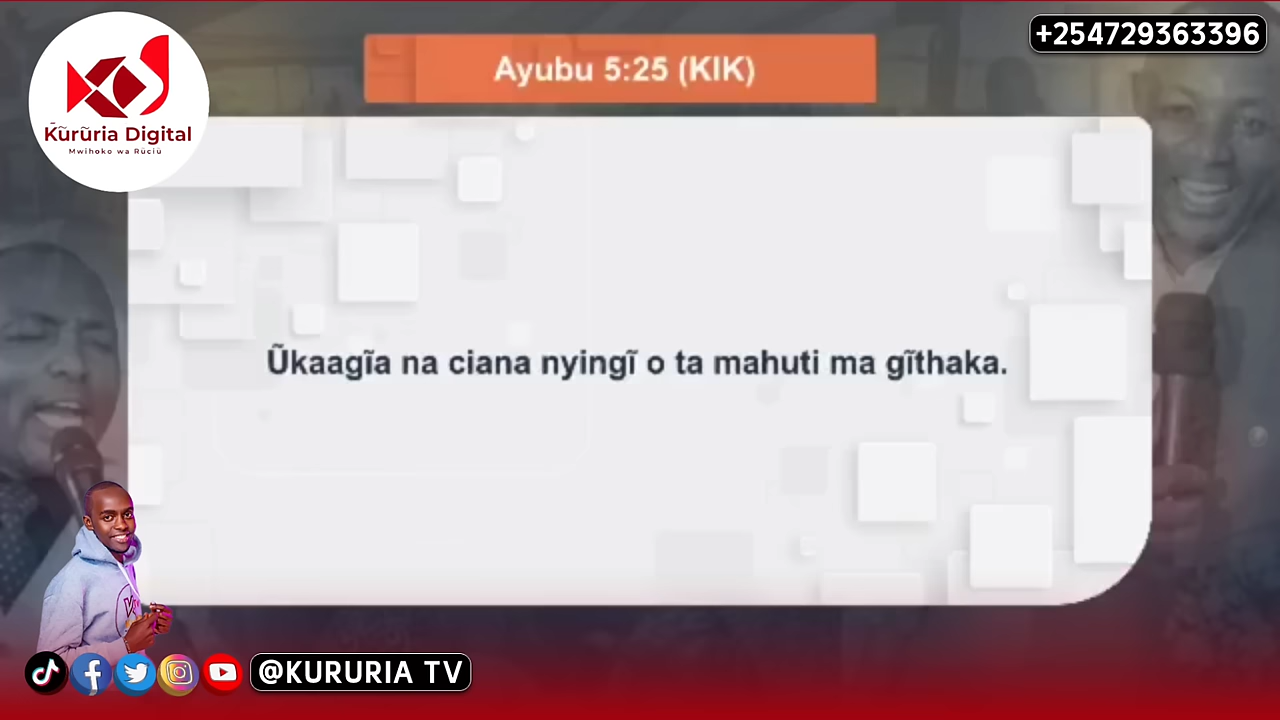 +254729363396
Ayubu 5:25 (KIK)
Kũrũria Digital
Mwihoko wa Rũciũ
Ũkaagĩa na ciana nyingĩ o ta mahuti ma gĩthaka.
@KURURIA TV